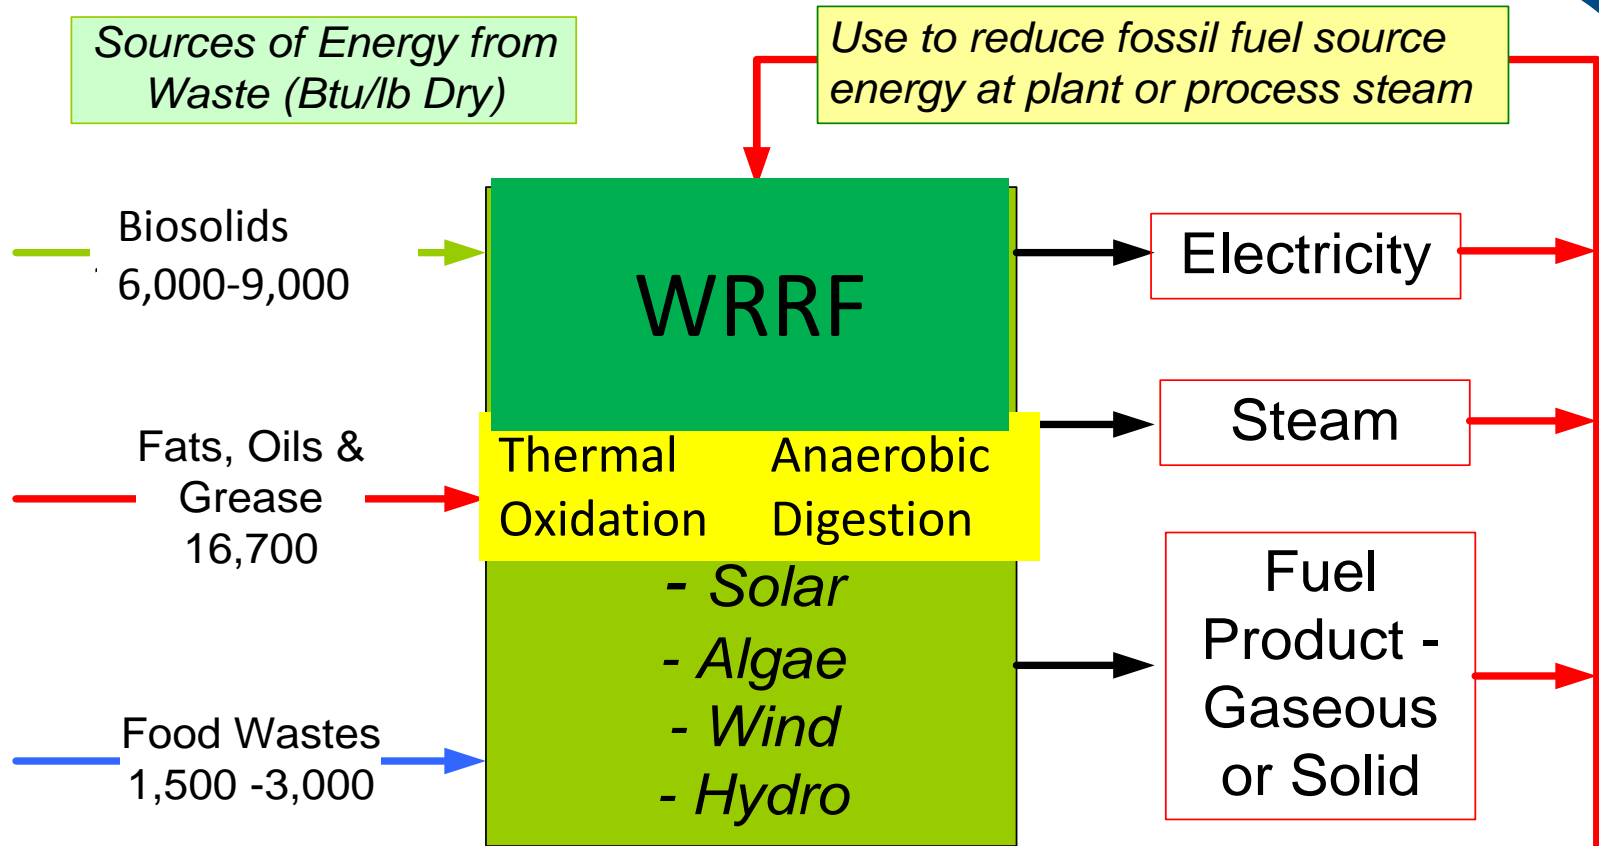 Sources of Energy from
Waste (Btu/lb Dry)
Use to reduce fossil fuel source
energy at plant or process steam
Biosolids
6,000-9,000
Fats, Oils &
Grease
16,700
Food Wastes
1,500 -3,000
WRRF
Thermal
Oxidation
Anaerobic
Digestion
- Solar
- Algae
- Wind
- Hydro
Electricity
Steam
Fuel
Product -
Gaseous
or Solid